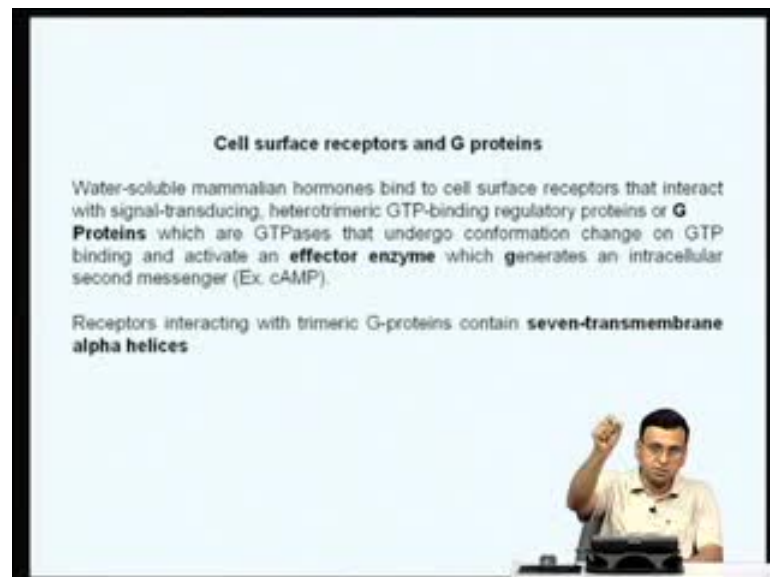 Cell surface receptors and G proteins
Water-soluble mammalian hormones bind to cell surface receptors that interact
with signal-transducing, heterotrimeric GTP-binding regulatory proteins or G
Proteins which are GTPases that undergo conformation change on GTP
binding and activate an effector enzyme which generates an intracellular
second messenger (Ex. cAMP).
Receptors interacting with trimeric G-proteins contain seven-transmembrane
alpha helices